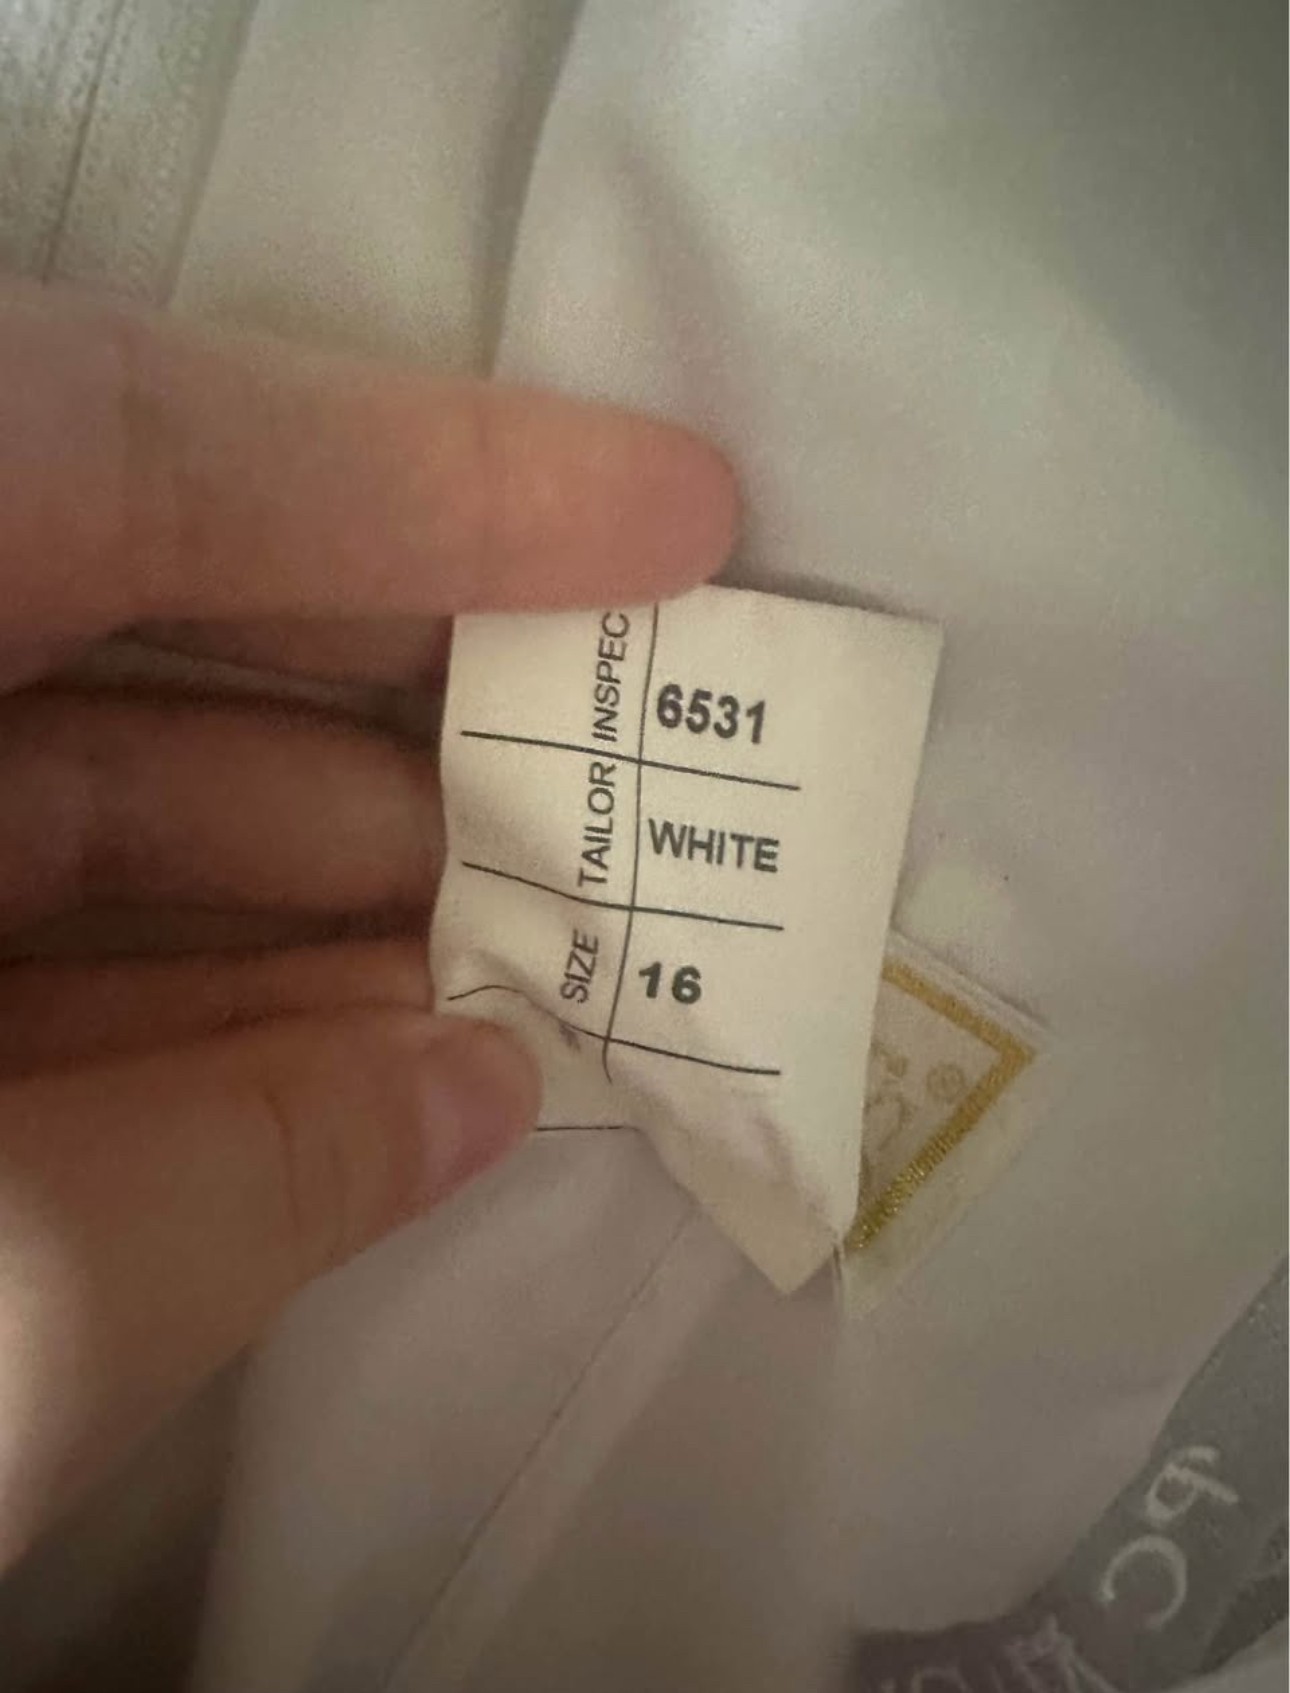 INSPEC
6531
TAILOR
WHITE
SIZE
16